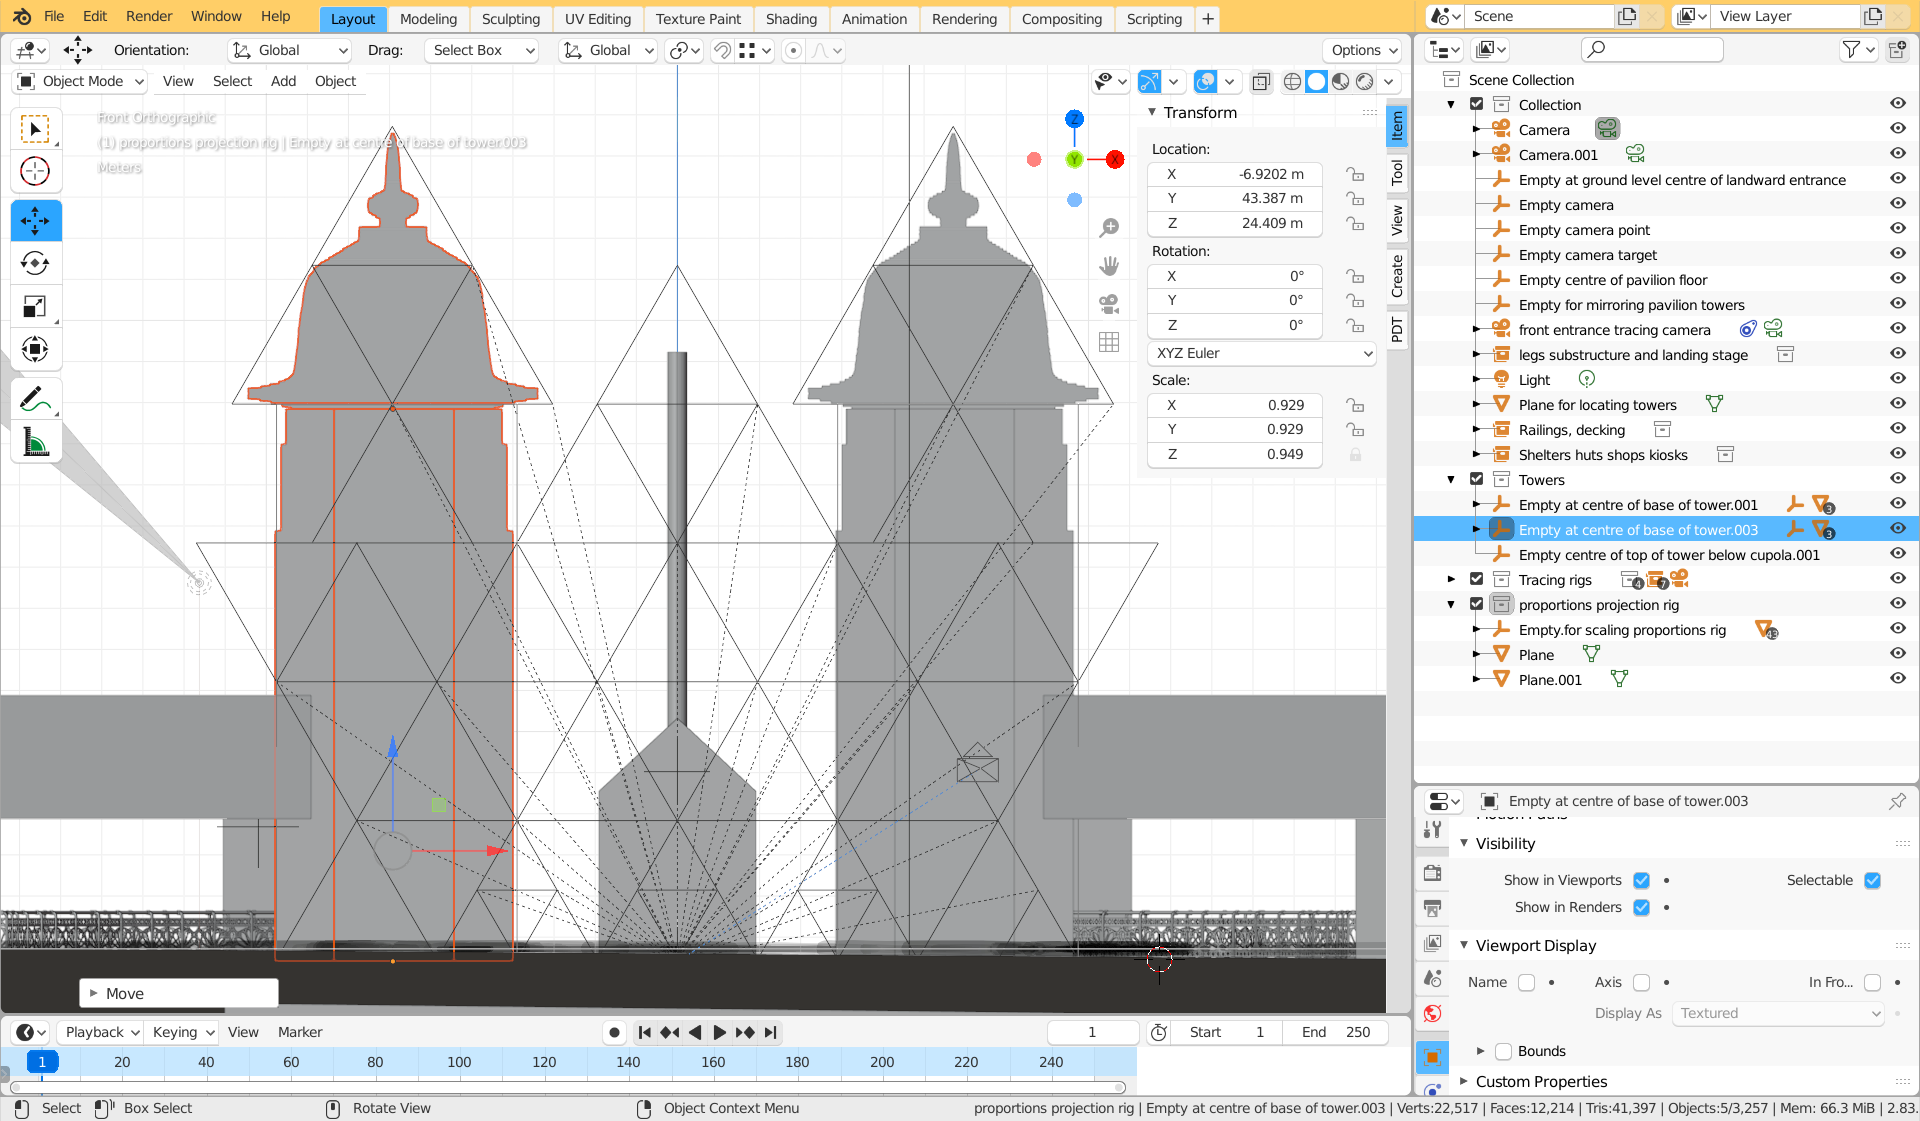 File Edit Render Window Help Layout Modeling Sculpting UV Editing Texture Paint Shading Animation Rendering Compositing Scripting + Scene View Layer
Orientation: Global Drag: Select Box Global Options
Object Mode View Select Add Object
Front Orthographic
(1) proportions projection rig | Empty at centre of base of tower.003
Meters
Z
Y
X
Transform
Location:
X -6.9202 m
Y 43.387 m
Z 24.409 m
Rotation:
X 0°
Y 0°
Z 0°
XYZ Euler
Scale:
X 0.929
Y 0.929
Z 0.949
Item
Tool
View
Create
PDT
Scene Collection
Collection
Camera
Camera.001
Empty at ground level centre of landward entrance
Empty camera
Empty camera point
Empty camera target
Empty centre of pavilion floor
Empty for mirroring pavilion towers
front entrance tracing camera
legs substructure and landing stage
Light
Plane for locating towers
Railings, decking
Shelters huts shops kiosks
Towers
Empty at centre of base of tower.001 3
Empty at centre of base of tower.003 3
Empty centre of top of tower below cupola.001
Tracing rigs 4 7
proportions projection rig
Empty.for scaling proportions rig 43
Plane
Plane.001
Empty at centre of base of tower.003
Motion Paths
Visibility
Show in Viewports Selectable
Show in Renders
Viewport Display
Name Axis In Fro...
Display As Textured
Bounds
Custom Properties
Move
Playback Keying View Marker 1 Start 1 End 250
1 20 40 60 80 100 120 140 160 180 200 220 240
Select Box Select Rotate View Object Context Menu proportions projection rig | Empty at centre of base of tower.003 | Verts:22,517 | Faces:12,214 | Tris:41,397 | Objects:5/3,257 | Mem: 66.3 MiB | 2.83.